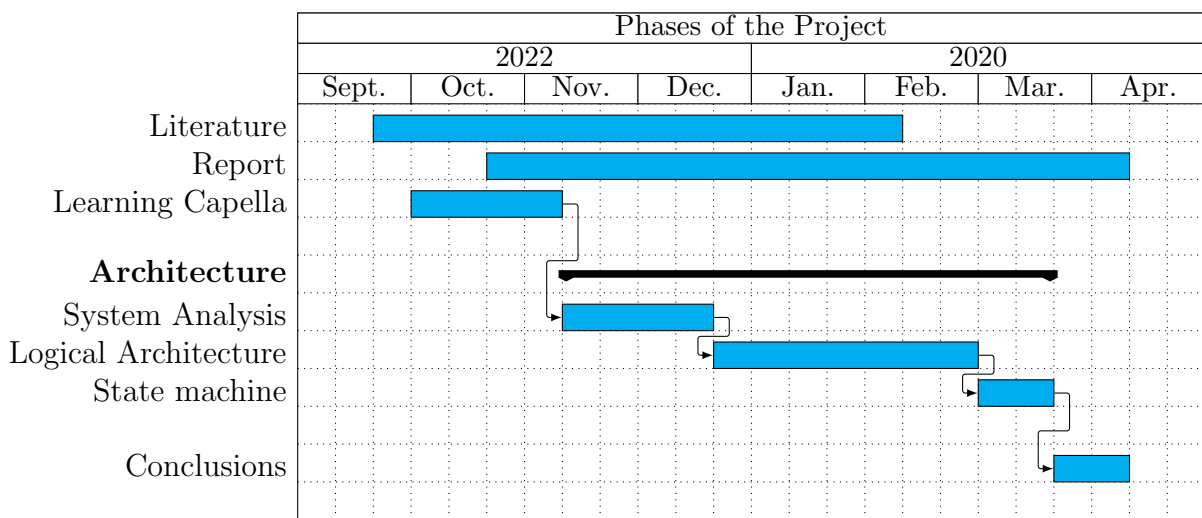 Phases of the Project
2022 2020
Sept. Oct. Nov. Dec. Jan. Feb. Mar. Apr.
Literature
Report
Learning Capella
Architecture
System Analysis
Logical Architecture
State machine
Conclusions